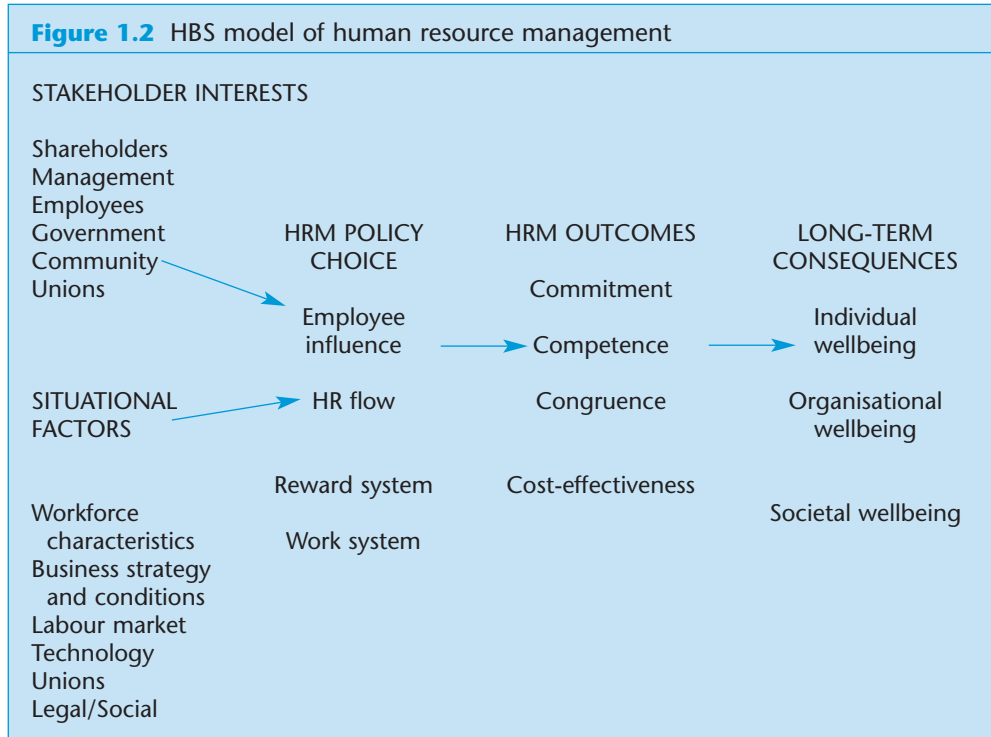 Figure 1.2 HBS model of human resource management
STAKEHOLDER INTERESTS
Shareholders
Management
Employees
Government
Community
Unions
SITUATIONAL
FACTORS
Workforce
characteristics
Business strategy
and conditions
Labour market
Technology
Unions
Legal/Social
HRM POLICY
CHOICE
Employee
influence
HR flow
Reward system
Work system
HRM OUTCOMES
Commitment
Competence
Congruence
Cost-effectiveness
LONG-TERM
CONSEQUENCES
Individual
wellbeing
Organisational
wellbeing
Societal wellbeing